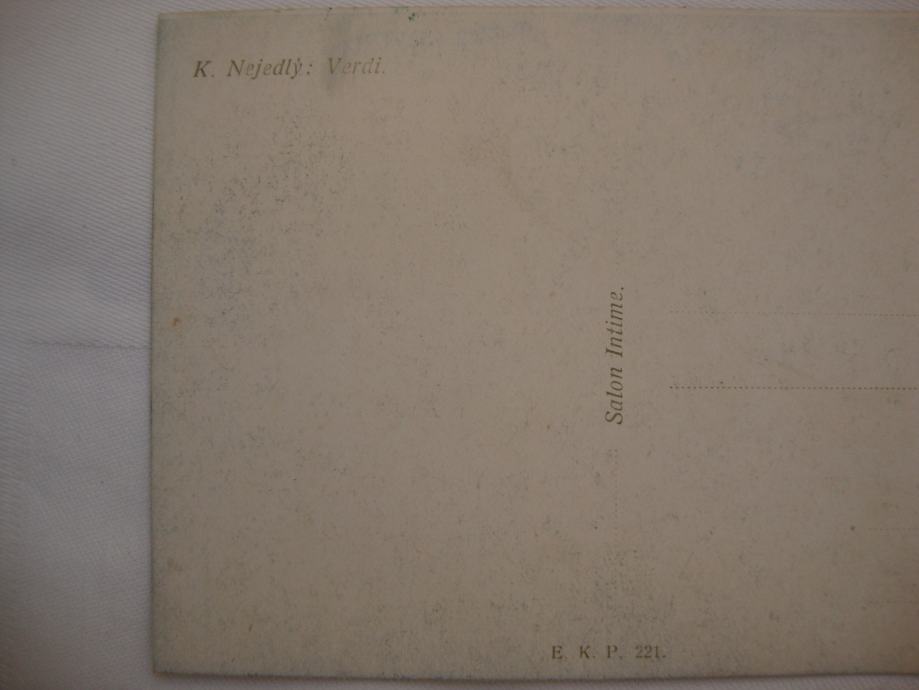 K. Nejedlý: Verdi.
Salon Intime.
E. K. P. 221.